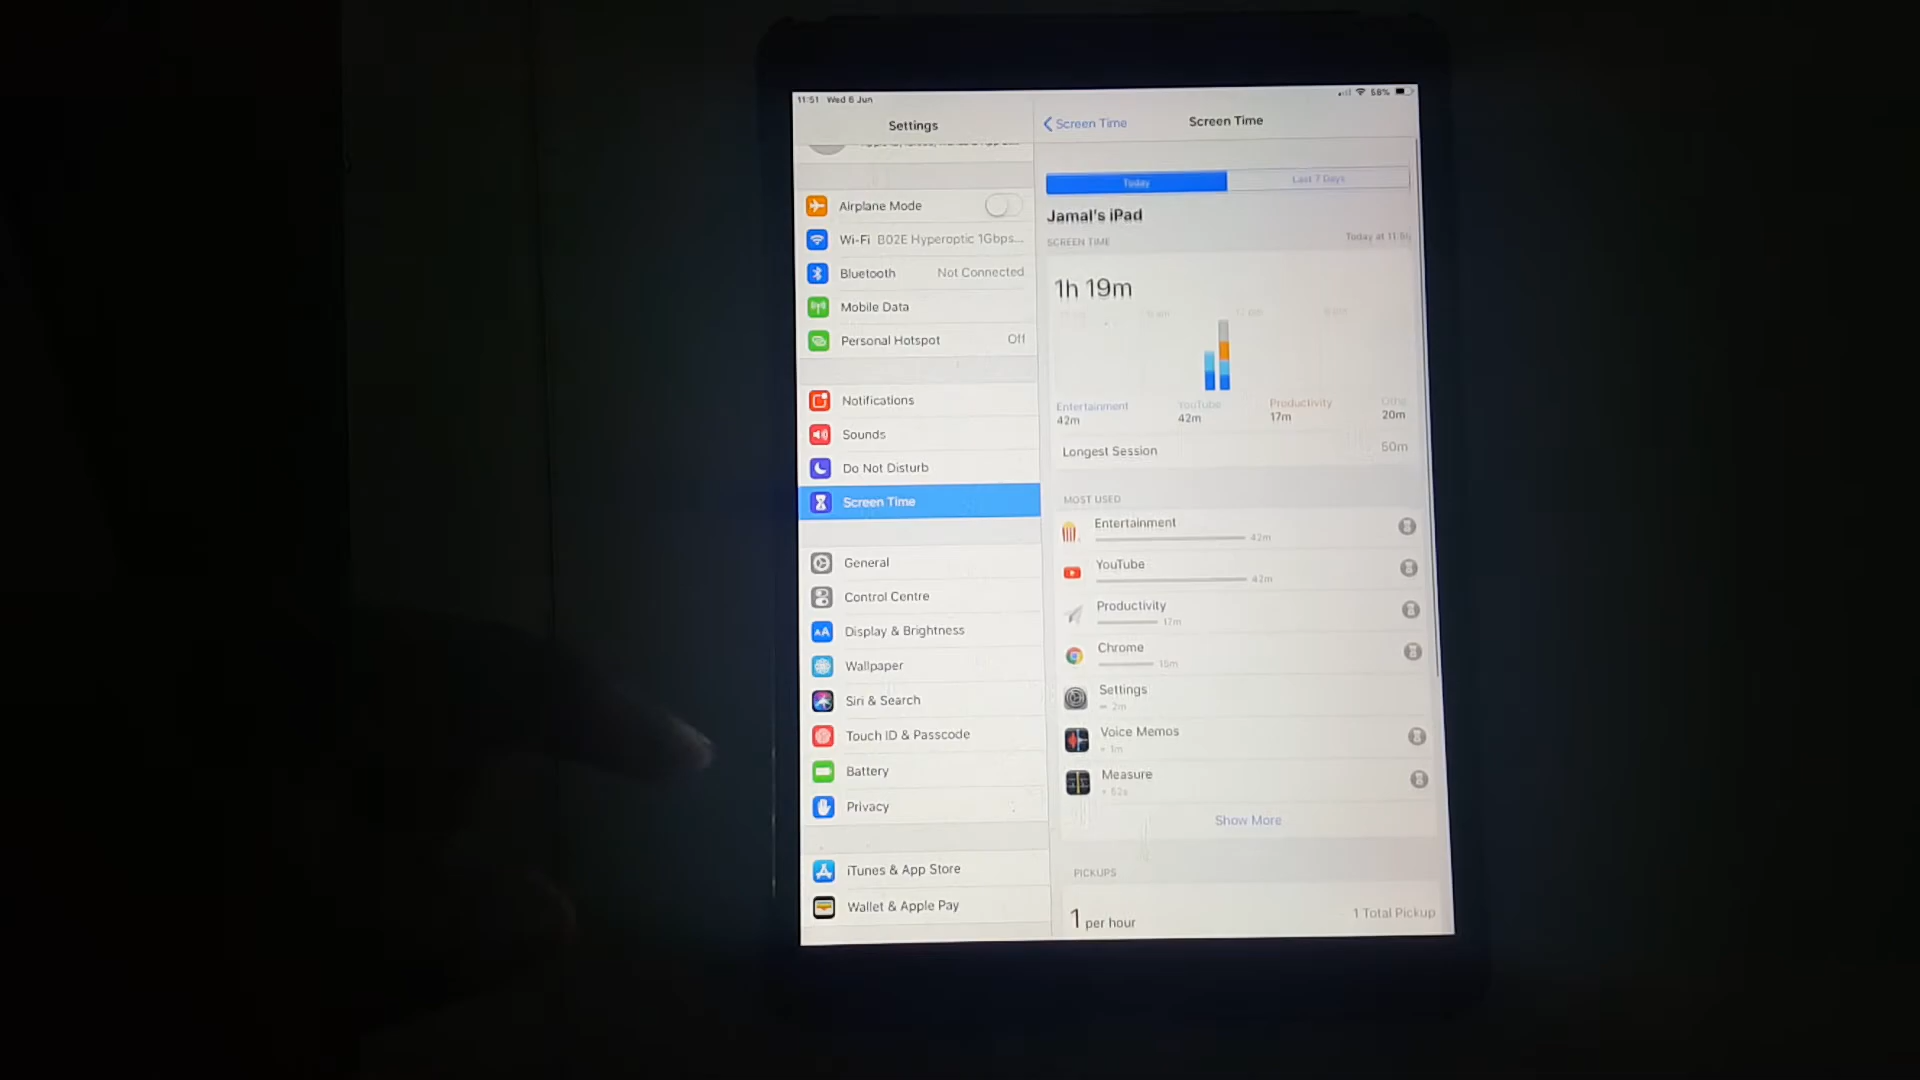 11:51 Wed 6 Jun
58%
Settings
Airplane Mode
Wi-Fi B02E Hyperoptic 1Gbps...
Bluetooth Not Connected
Mobile Data
Personal Hotspot Off
Notifications
Sounds
Do Not Disturb
Screen Time
General
Control Centre
Display & Brightness
Wallpaper
Siri & Search
Touch ID & Passcode
Battery
Privacy
iTunes & App Store
Wallet & Apple Pay
Screen Time
Screen Time
Today
Last 7 Days
Jamal's iPad
SCREEN TIME
Today at
1h 19m
Entertainment YouTube Productivity
42m 42m 17m 20m
Longest Session 50m
MOST USED
Entertainment
42m
YouTube
42m
Productivity
17m
Chrome
15m
Settings
2m
Voice Memos
1m
Measure
52s
Show More
PICKUPS
1 per hour
1 Total Pickup